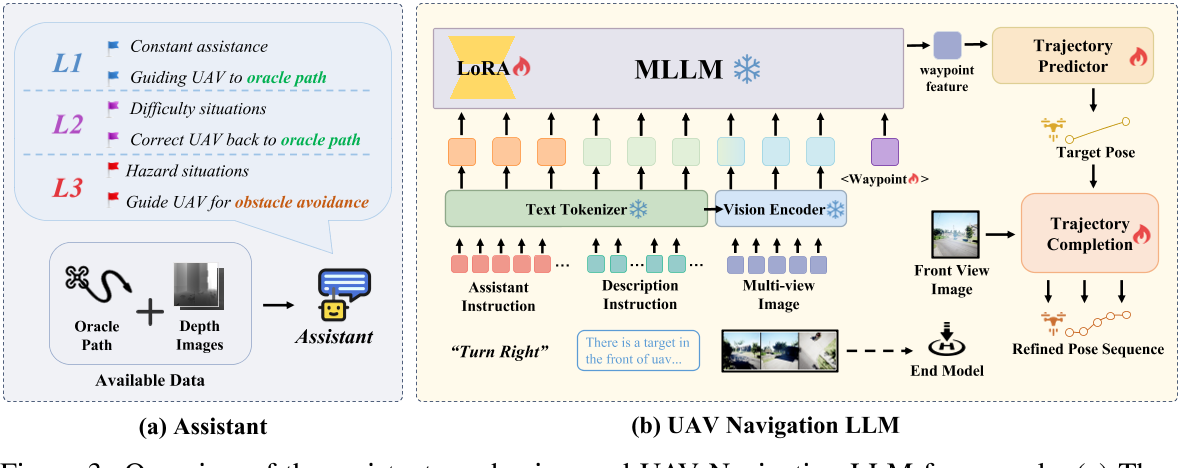 L1
Constant assistance
Guiding UAV to oracle path
L2
Difficulty situations
Correct UAV back to oracle path
L3
Hazard situations
Guide UAV for obstacle avoidance
Oracle
Path
Depth
Images
Assistant
Available Data
(a) Assistant
LoRA
MLLM
waypoint
feature
Trajectory
Predictor
Target Pose
<Waypoint>
Text Tokenizer
Vision Encoder
Trajectory
Completion
Front View
Image
...
...
Assistant
Instruction
Description
Instruction
Multi-view
Image
Refined Pose Sequence
“Turn Right”
There is a target in
the front of uav...
End Model
(b) UAV Navigation LLM